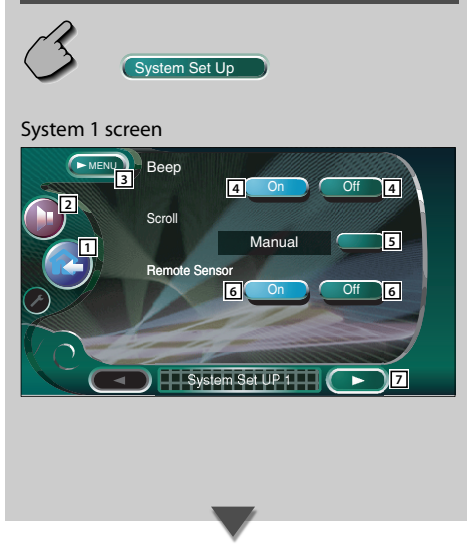 System Set Up
System 1 screen
►MENU
3
Beep
4 On Off 4
2
Scroll
1
Manual 5
Remote Sensor
6 On Off 6
◄ System Set UP 1 ► 7